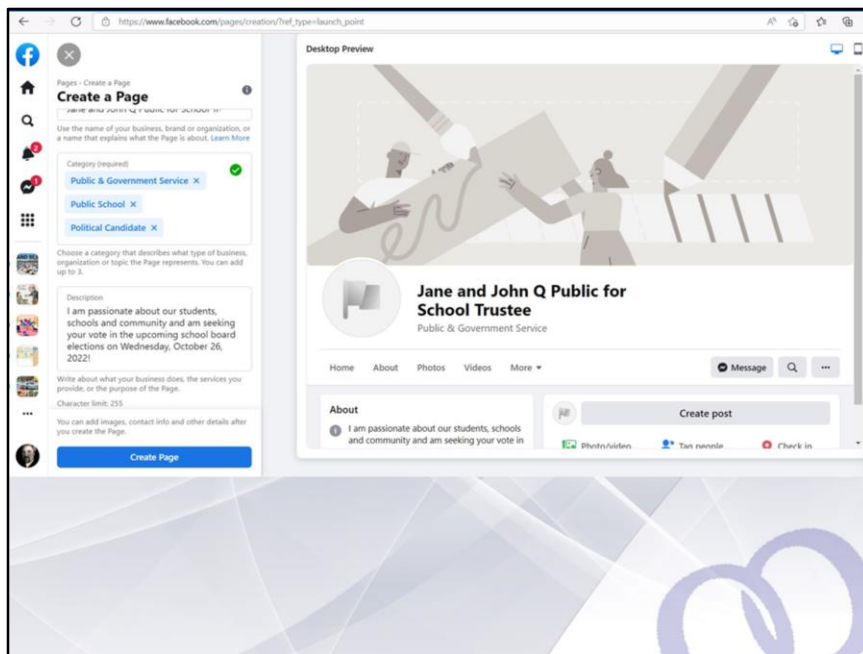 https://www.facebook.com/pages/creation/?ref_type=launch_point
Pages › Create a Page
Create a Page
Jane and John Q Public for School
Use the name of your business, brand or organization, or
a name that explains what the Page is about. Learn More
Category (required)
Public & Government Service ×
Public School ×
Political Candidate ×
Choose a category that describes what type of business,
organization or topic the Page represents. You can add
up to 3.
Description
I am passionate about our students,
schools and community and am seeking
your vote in the upcoming school board
elections on Wednesday, October 26,
2022!
Write about what your business does, the services you
provide, or the purpose of the Page.
Character limit: 255
You can add images, contact info and other details after
you create the Page.
Create Page
2
1
Desktop Preview
Jane and John Q Public for
School Trustee
Public & Government Service
Home About Photos Videos More
Message
About
I am passionate about our students, schools
and community and am seeking your vote in
Create post
Photo/video Tag people Check in